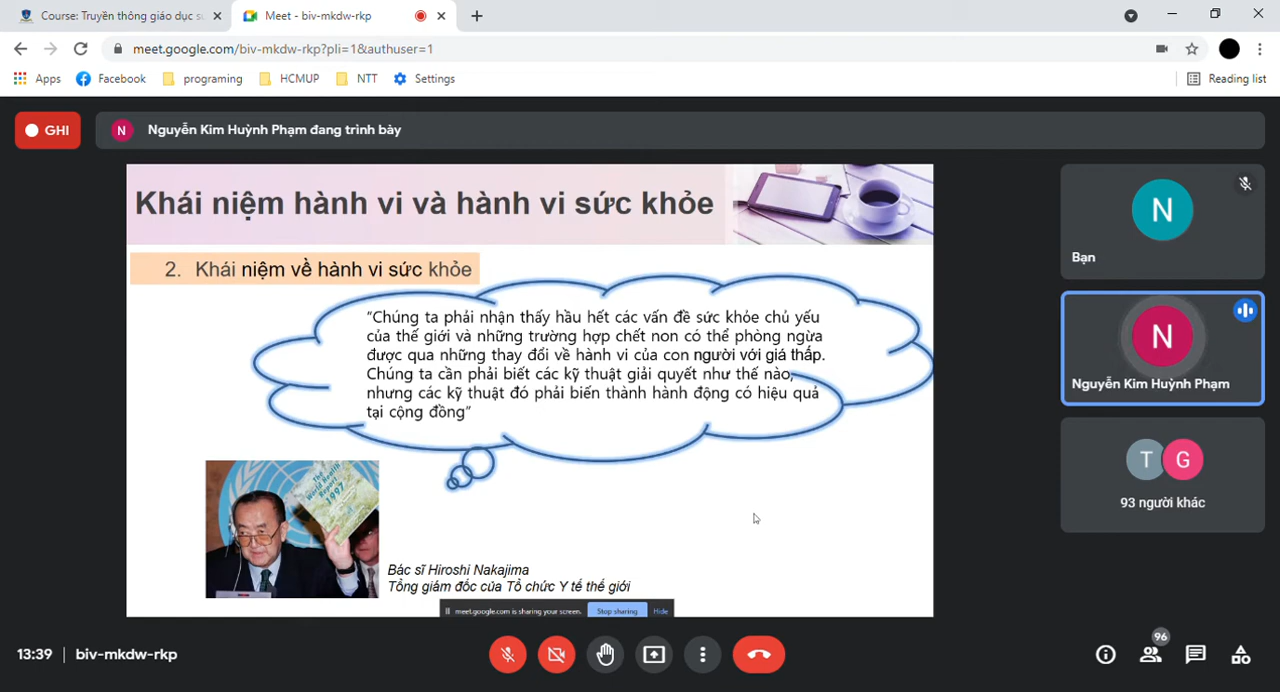 Course: Truyền thông giáo dục sứ
Meet - biv-mkdw-rkp
meet.google.com/biv-mkdw-rkp?pli=1&authuser=1
Apps
Facebook
programing
HCMUP
NTT
Settings
Reading list
GHI
N
Nguyễn Kim Huỳnh Phạm đang trình bày
Khái niệm hành vi và hành vi sức khỏe
2. Khái niệm về hành vi sức khỏe
"Chúng ta phải nhận thấy hầu hết các vấn đề sức khỏe chủ yếu
của thế giới và những trường hợp chết non có thể phòng ngừa
được qua những thay đổi về hành vi của con người với giá thấp.
Chúng ta cần phải biết các kỹ thuật giải quyết như thế nào,
nhưng các kỹ thuật đó phải biến thành hành động có hiệu quả
tại cộng đồng"
The
World Health
Report
1997
Bác sĩ Hiroshi Nakajima
Tổng giám đốc của Tổ chức Y tế thế giới
meet.google.com is sharing your screen.
Stop sharing
Hide
N
Bạn
N
Nguyễn Kim Huỳnh Phạm
T
G
93 người khác
13:39
biv-mkdw-rkp
96